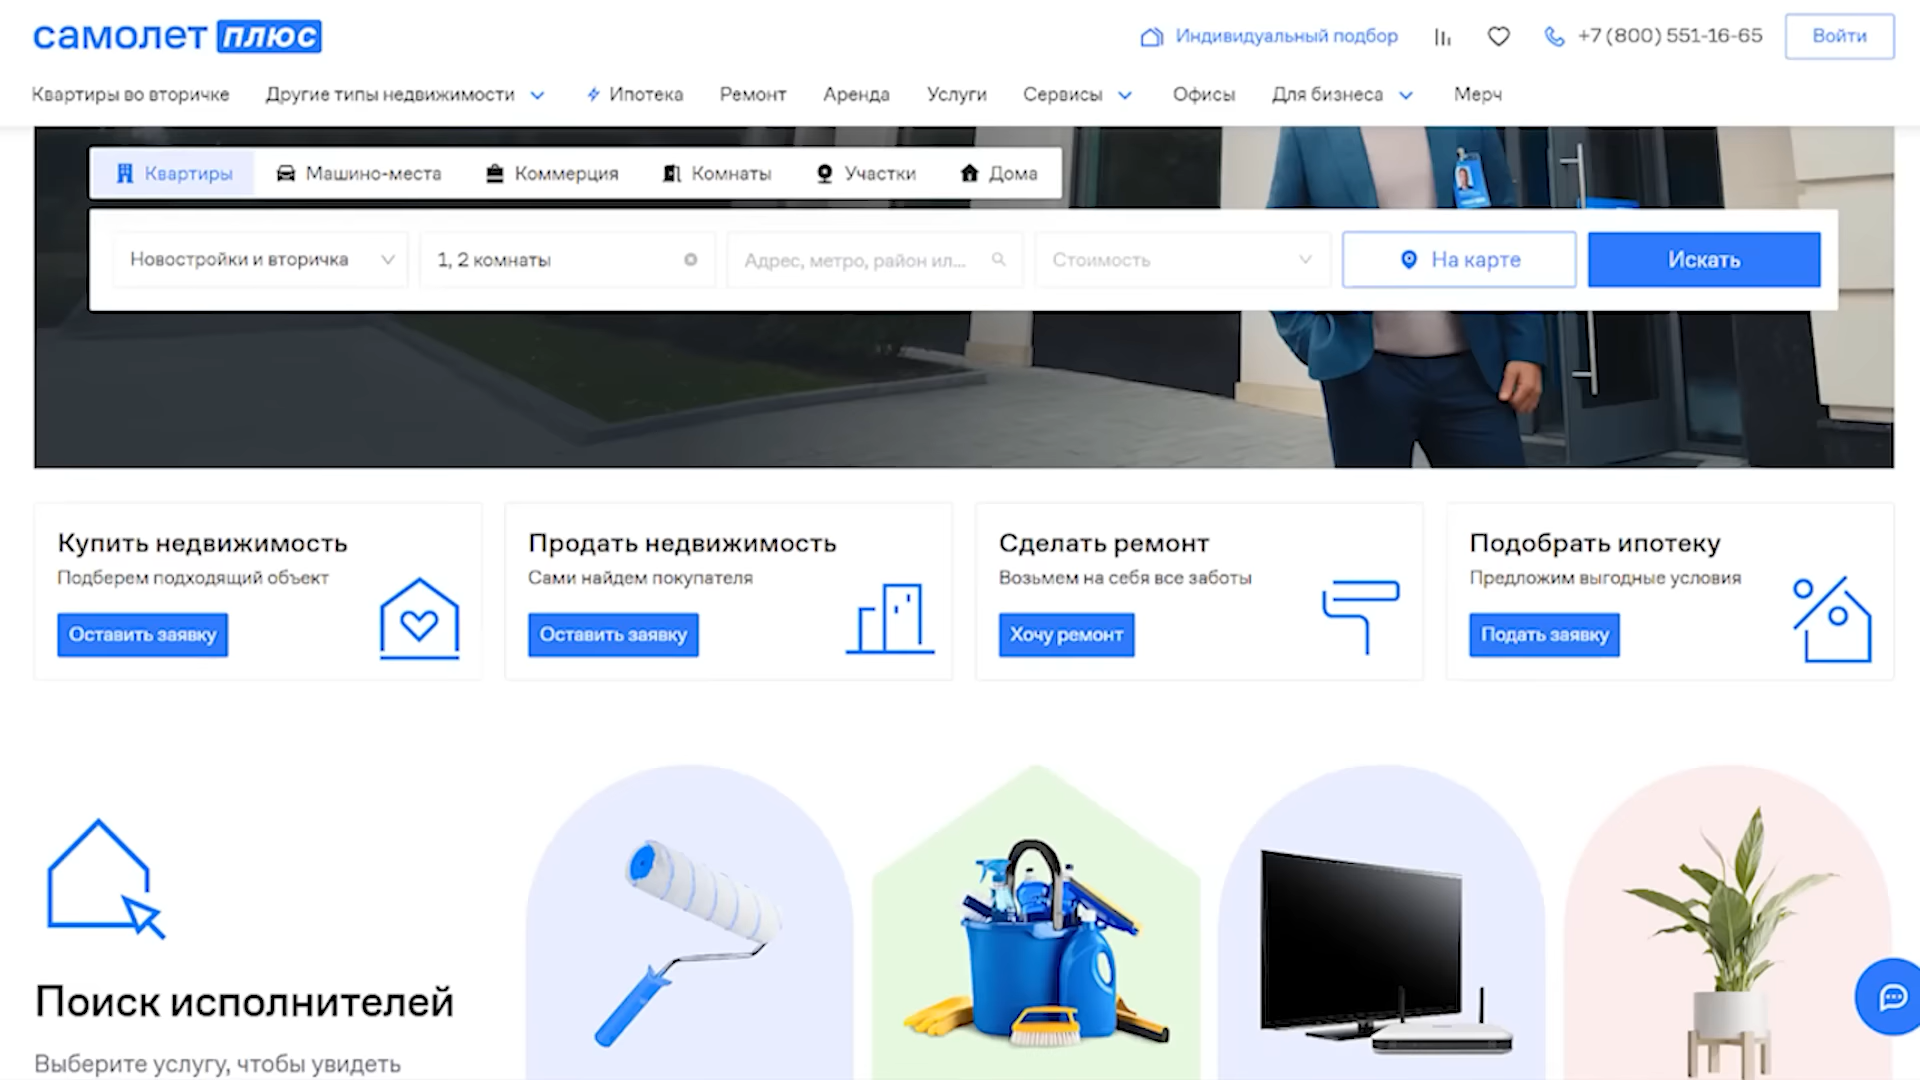 самолет плюс
Индивидуальный подбор
+7 (800) 551-16-65
Войти
Квартиры во вторичке Другие типы недвижимости Ипотека Ремонт Аренда Услуги Сервисы Офисы Для бизнеса Мерч
Квартиры Машино-места Коммерция Комнаты Участки Дома
Новостройки и вторичка 1, 2 комнаты Адрес, метро, район ил... Стоимость На карте Искать
Купить недвижимость
Подберем подходящий объект
Оставить заявку
Продать недвижимость
Сами найдем покупателя
Оставить заявку
Сделать ремонт
Возьмем на себя все заботы
Хочу ремонт
Подобрать ипотеку
Предложим выгодные условия
Подать заявку
Поиск исполнителей
Выберите услугу, чтобы увидеть